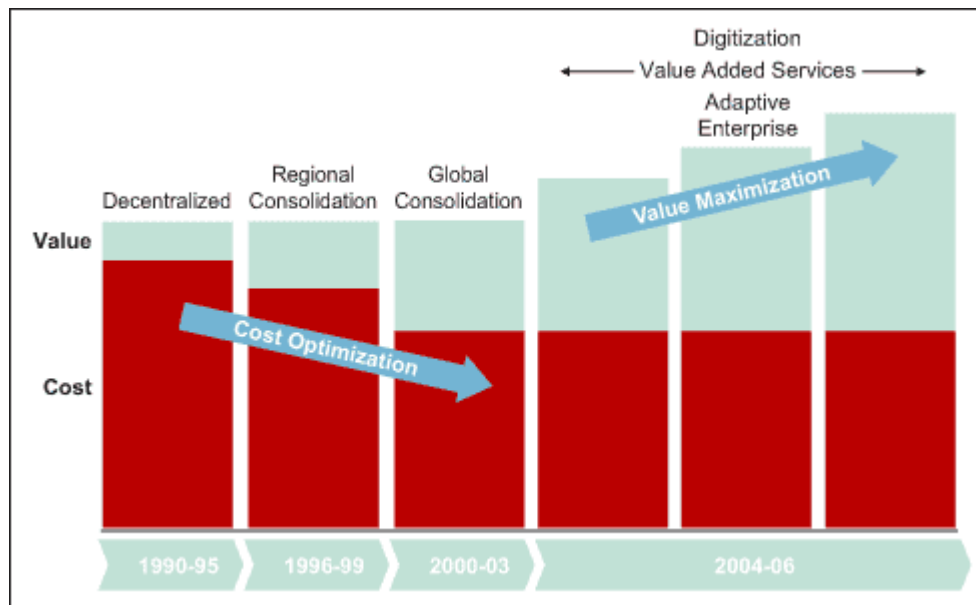 Digitization
Value Added Services
Adaptive
Enterprise
Regional
Consolidation
Global
Consolidation
Decentralized
Value
Value Maximization
Cost Optimization
Cost
1990-95
1996-99
2000-03
2004-06